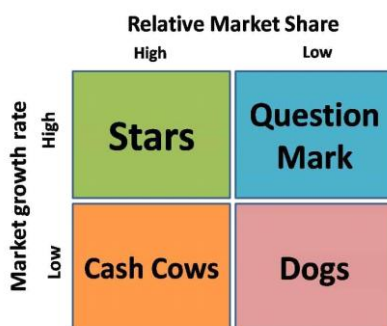 Relative Market Share
High Low
Market growth rate
High
Stars
Question
Mark
Low
Cash Cows
Dogs